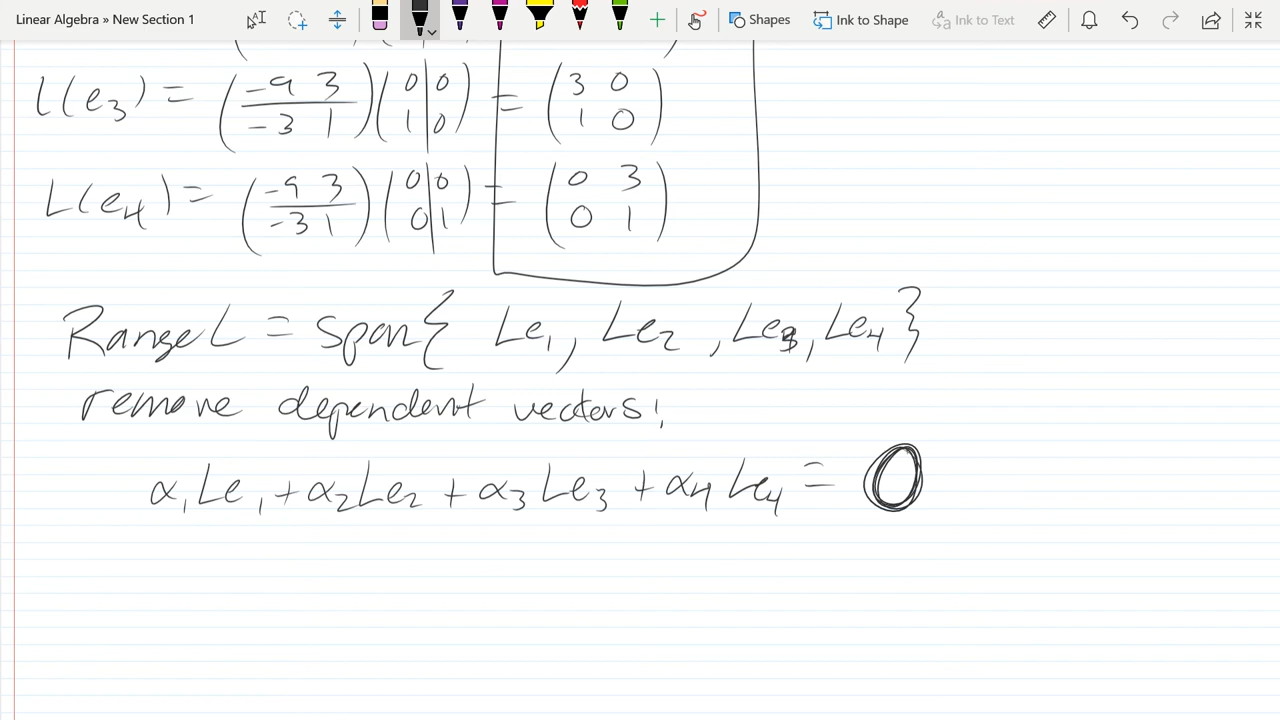 Linear Algebra » New Section 1
Shapes
Ink to Shape
Ink to Text
L(e3) = (-9 3 / -3 1)(0 | 0 / 1 | 0) = (3 0 / 1 0)
L(e4) = (-9 3 / -3 1)(0 | 0 / 0 | 1) = (0 3 / 0 1)
Range L = span{ Le1, Le2, Le3, Le4 }
remove dependent vectors!
α1Le1 + α2Le2 + α3Le3 + α4Le4 = 0